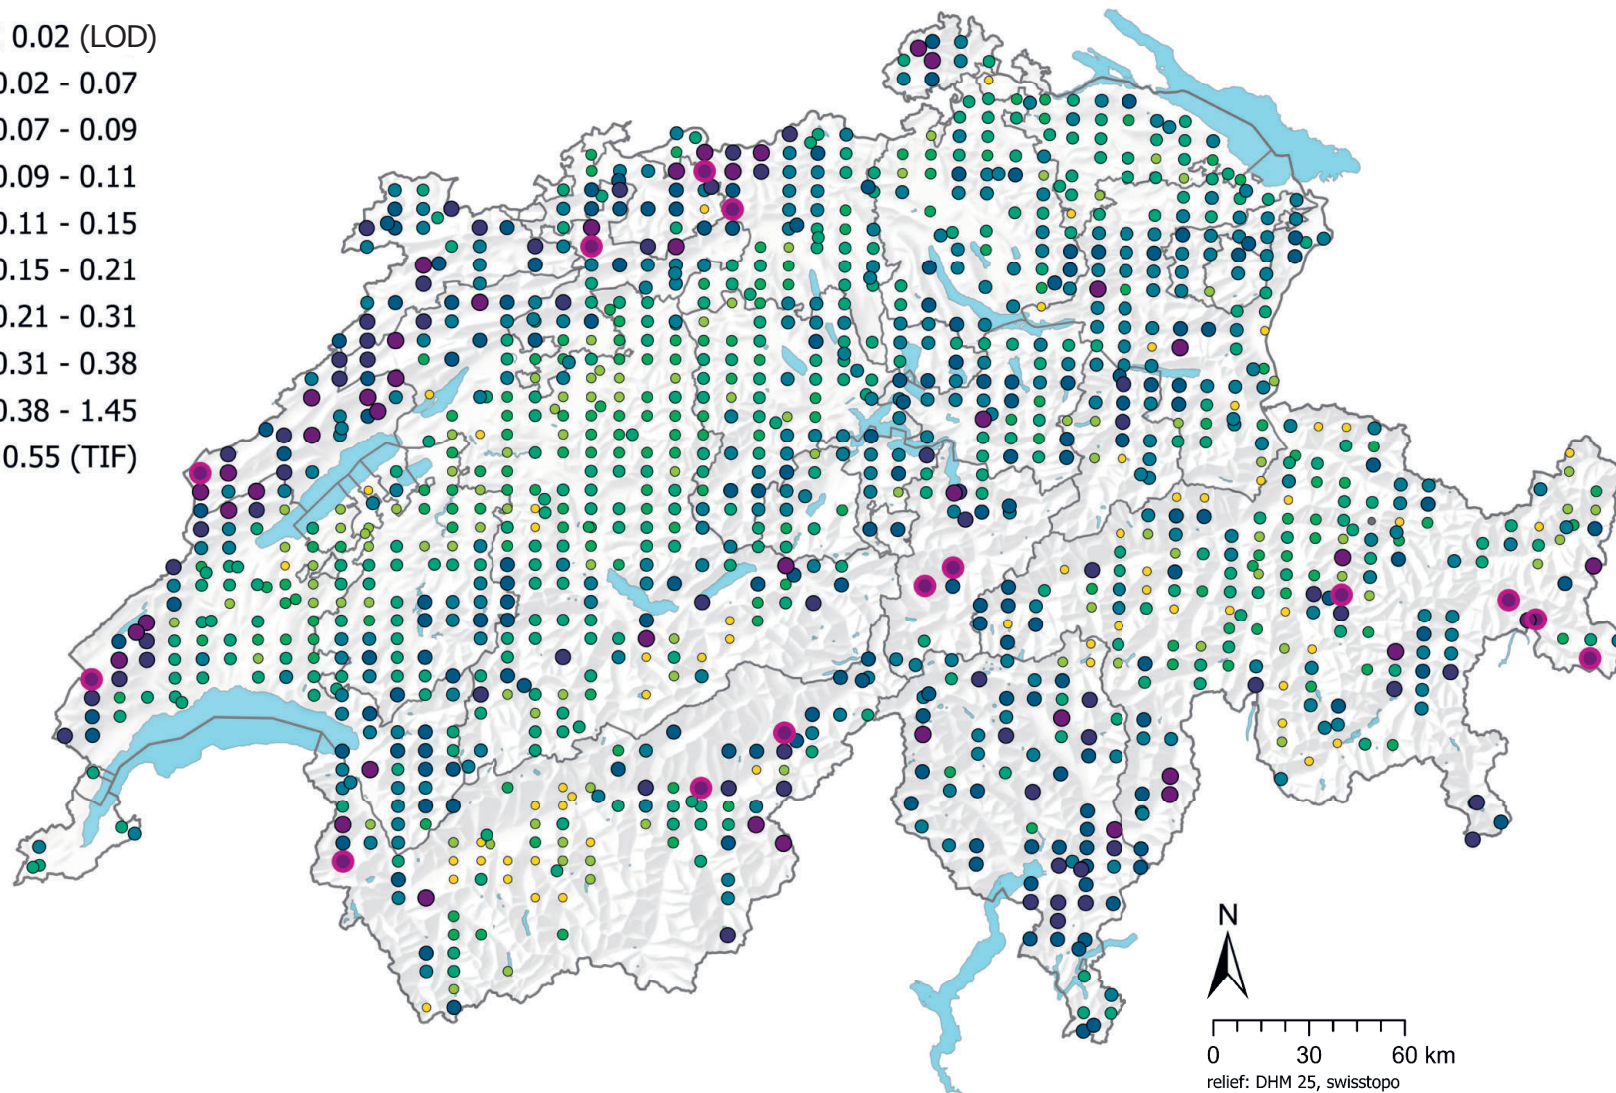 0.02 (LOD)
0.02 - 0.07
0.07 - 0.09
0.09 - 0.11
0.11 - 0.15
0.15 - 0.21
0.21 - 0.31
0.31 - 0.38
0.38 - 1.45
0.55 (TIF)
N
0 30 60 km
relief: DHM 25, swisstopo